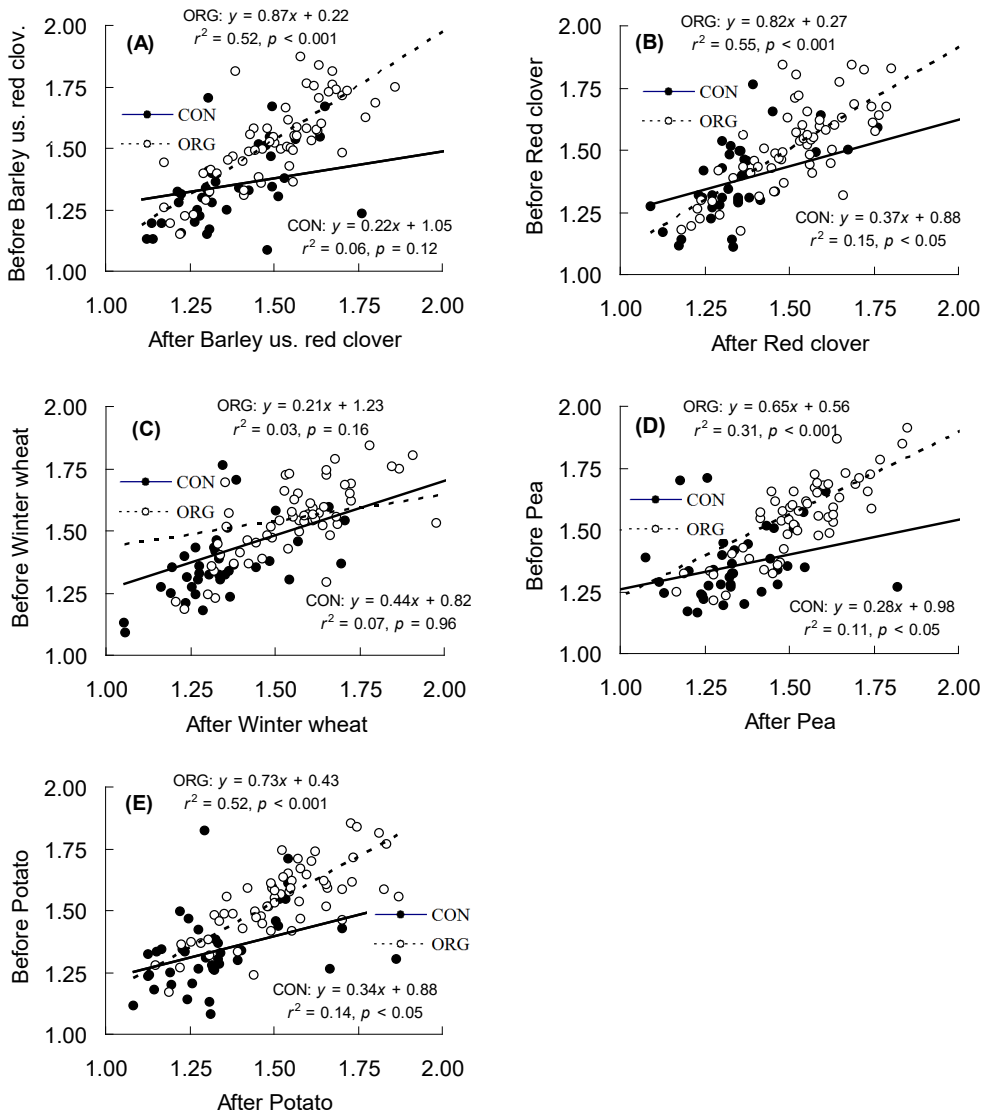 ORG: y = 0.87x + 0.22
r² = 0.52, p < 0.001
(A)
CON
ORG
CON: y = 0.22x + 1.05
r² = 0.06, p = 0.12
2.00
1.75
1.50
1.25
1.00
Before Barley us. red clov.
1.00 1.25 1.50 1.75 2.00
After Barley us. red clover
ORG: y = 0.82x + 0.27
r² = 0.55, p < 0.001
(B)
CON
ORG
CON: y = 0.37x + 0.88
r² = 0.15, p < 0.05
2.00
1.75
1.50
1.25
1.00
Before Red clover
1.00 1.25 1.50 1.75 2.00
After Red clover
ORG: y = 0.21x + 1.23
r² = 0.03, p = 0.16
(C)
CON
ORG
CON: y = 0.44x + 0.82
r² = 0.07, p = 0.96
2.00
1.75
1.50
1.25
1.00
Before Winter wheat
1.00 1.25 1.50 1.75 2.00
After Winter wheat
ORG: y = 0.65x + 0.56
r² = 0.31, p < 0.001
(D)
CON
ORG
CON: y = 0.28x + 0.98
r² = 0.11, p < 0.05
2.00
1.75
1.50
1.25
1.00
Before Pea
1.00 1.25 1.50 1.75 2.00
After Pea
ORG: y = 0.73x + 0.43
r² = 0.52, p < 0.001
(E)
CON
ORG
CON: y = 0.34x + 0.88
r² = 0.14, p < 0.05
2.00
1.75
1.50
1.25
1.00
Before Potato
1.00 1.25 1.50 1.75 2.00
After Potato